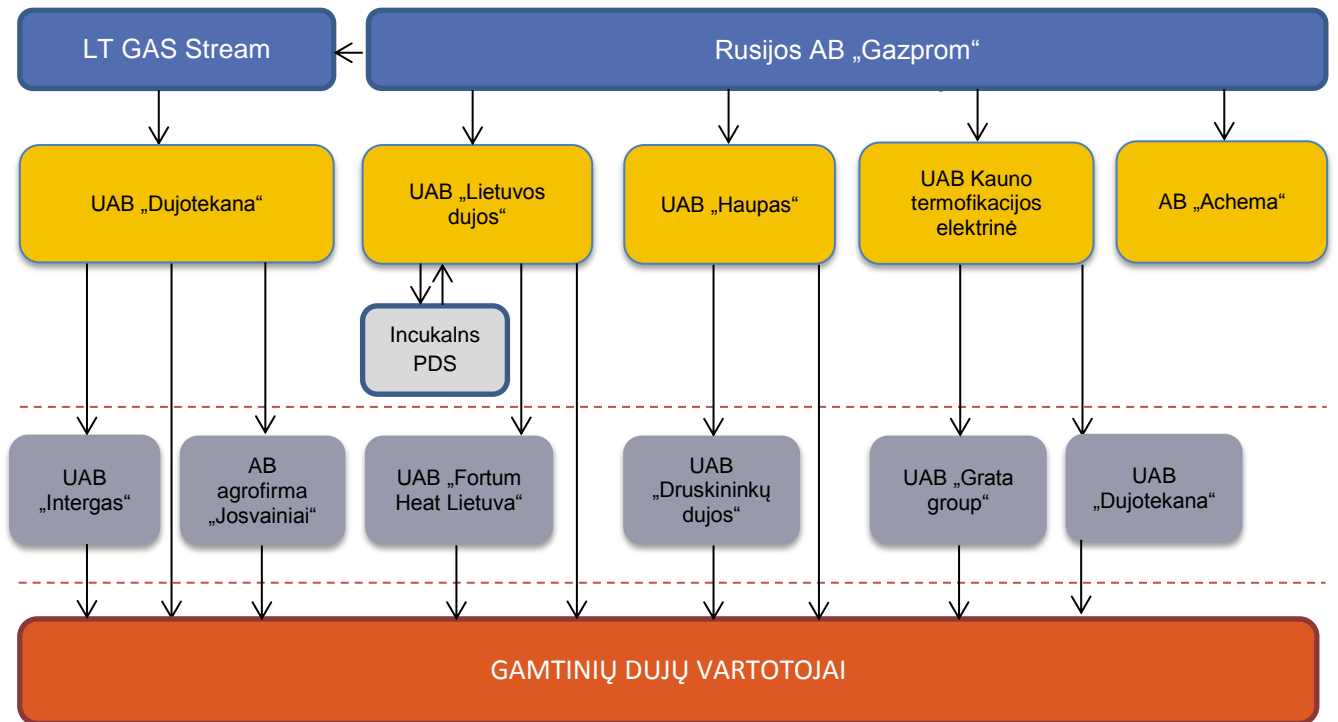 LT GAS Stream
Rusijos AB „Gazprom“
UAB „Dujotekana“
UAB „Lietuvos
dujos“
UAB „Haupas“
UAB Kauno
termofikacijos
elektrinė
AB „Achema“
Incukalns
PDS
UAB
„Intergas“
AB
agrofirma
„Josvainiai“
UAB „Fortum
Heat Lietuva“
UAB
„Druskininkų
dujos“
UAB „Grata
group“
UAB
„Dujotekana“
GAMTINIŲ DUJŲ VARTOTOJAI